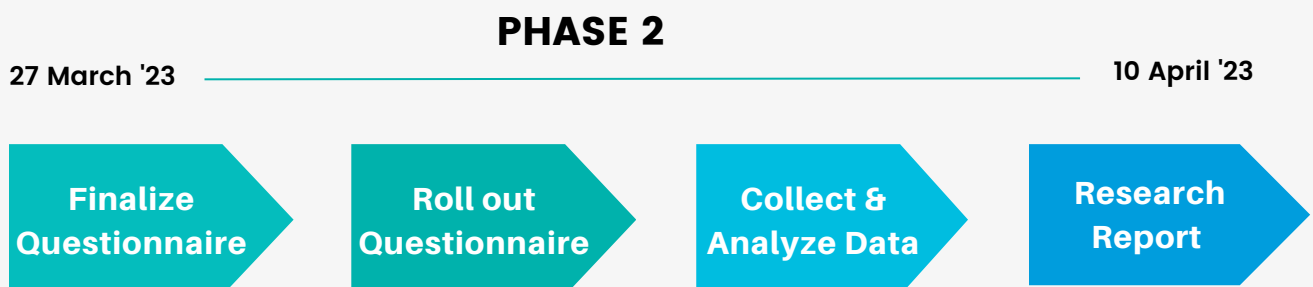 PHASE 2
27 March '23
10 April '23
Finalize
Questionnaire
Roll out
Questionnaire
Collect &
Analyze Data
Research
Report